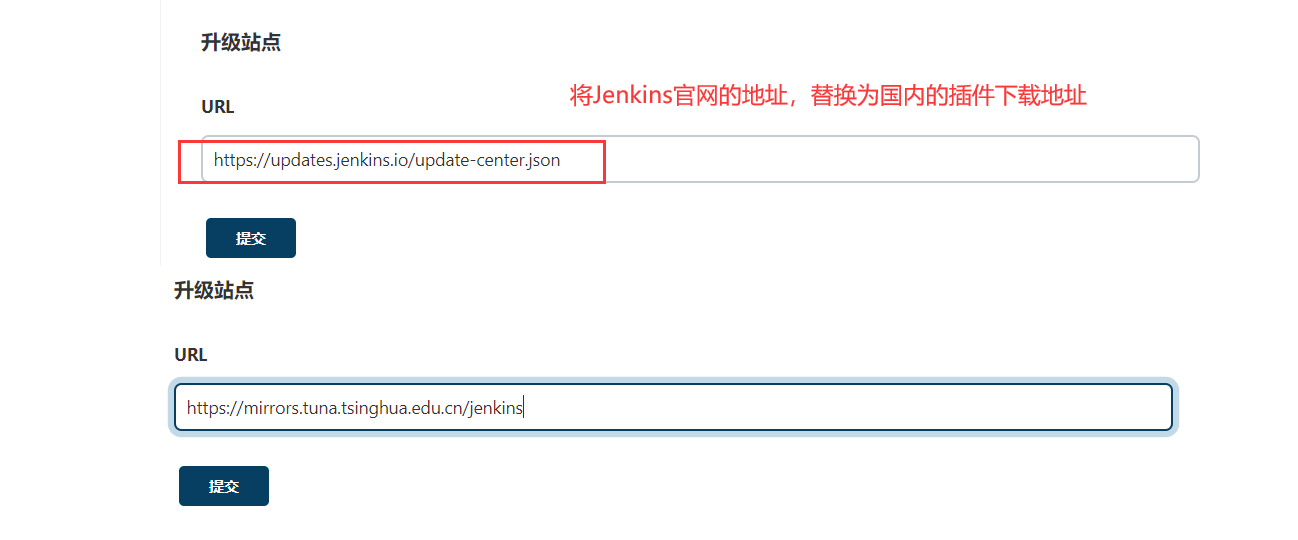 升级站点
将Jenkins官网的地址，替换为国内的插件下载地址
URL
https://updates.jenkins.io/update-center.json
提交
升级站点
URL
https://mirrors.tuna.tsinghua.edu.cn/jenkins
提交